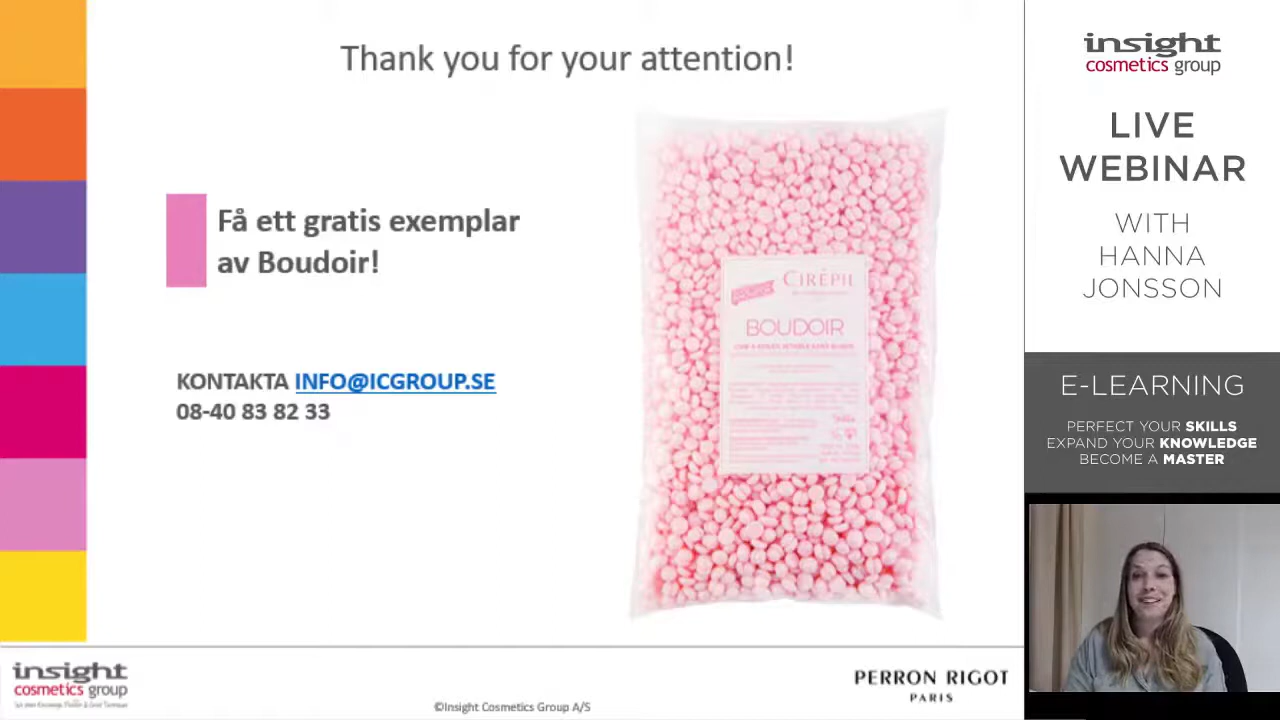 Thank you for your attention!
Få ett gratis exemplar
av Boudoir!
KONTAKTA INFO@ICGROUP.SE
08-40 83 82 33
CIRÉPIL
BOUDOIR
insight
cosmetics group
©Insight Cosmetics Group A/S
PERRON RIGOT
PARIS
insight
cosmetics group
LIVE
WEBINAR
WITH
HANNA
JONSSON
E-LEARNING
PERFECT YOUR SKILLS
EXPAND YOUR KNOWLEDGE
BECOME A MASTER